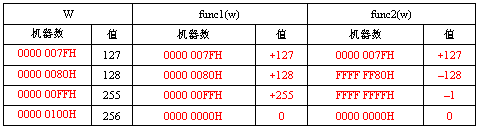 W func1(w) func2(w)
机器数 值 机器数 值 机器数 值
0000 007FH 127 0000 007FH +127 0000 007FH +127
0000 0080H 128 0000 0080H +128 FFFF FF80H –128
0000 00FFH 255 0000 00FFH +255 FFFF FFFFH –1
0000 0100H 256 0000 0000H 0 0000 0000H 0